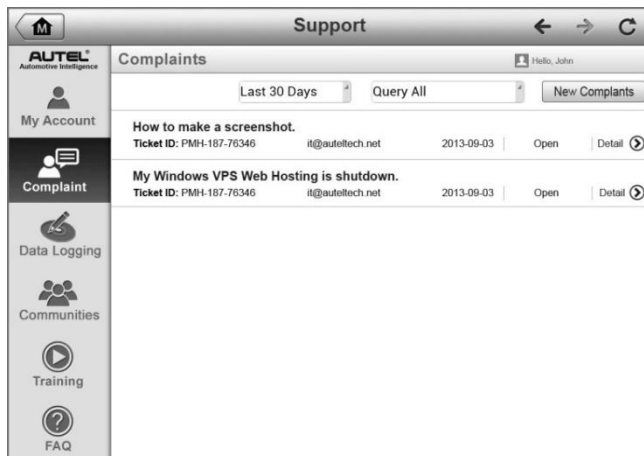 M
Support
AUTEL®
Automotive Intelligence
Complaints
Hello, John
Last 30 Days
Query All
New Complants
My Account
Complaint
Data Logging
Communities
Training
FAQ
How to make a screenshot.
Ticket ID: PMH-187-76346 it@auteltech.net 2013-09-03 Open Detail
My Windows VPS Web Hosting is shutdown.
Ticket ID: PMH-187-76346 it@auteltech.net 2013-09-03 Open Detail